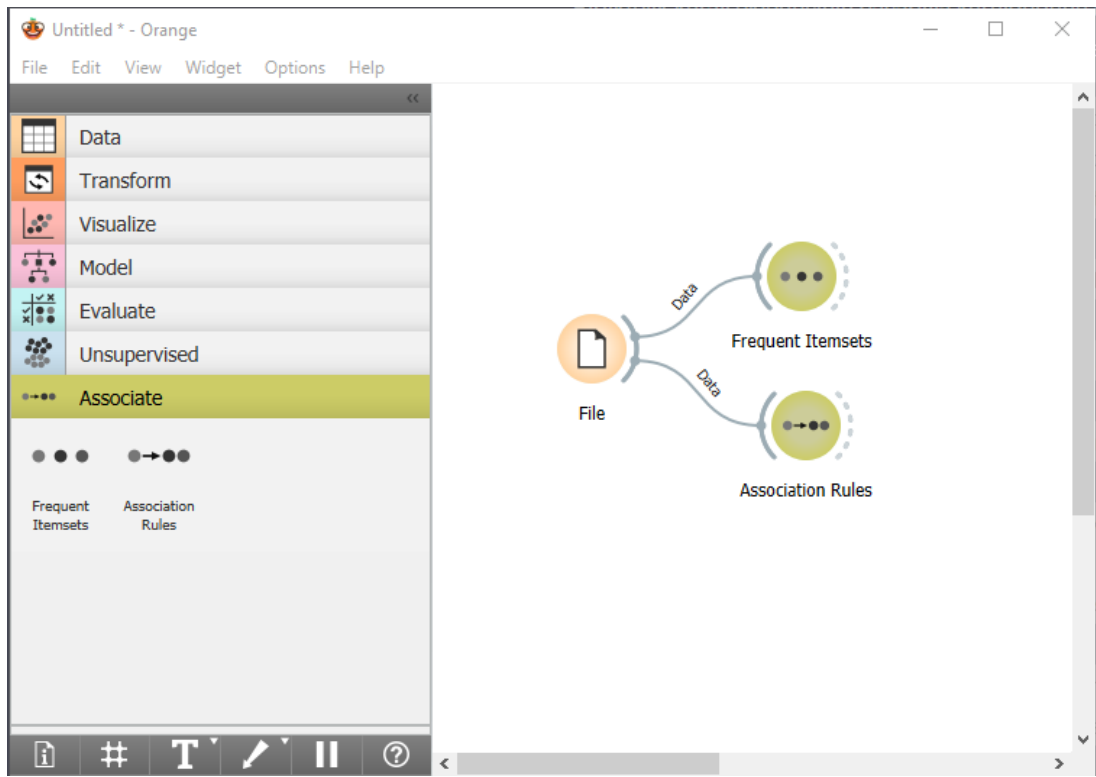 Untitled * - Orange
File Edit View Widget Options Help
Data
Transform
Visualize
Model
Evaluate
Unsupervised
Associate
Frequent Itemsets
Association Rules
File
Data
Data
Frequent Itemsets
Association Rules